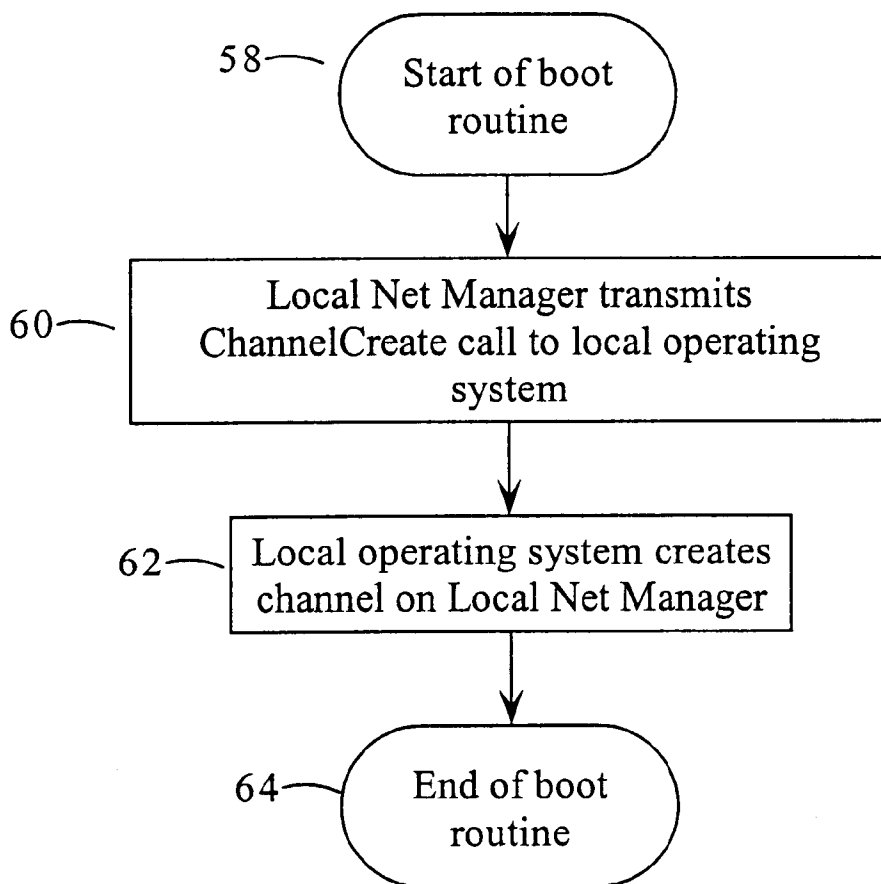 58
Start of boot
routine
60
Local Net Manager transmits
ChannelCreate call to local operating
system
62
Local operating system creates
channel on Local Net Manager
64
End of boot
routine